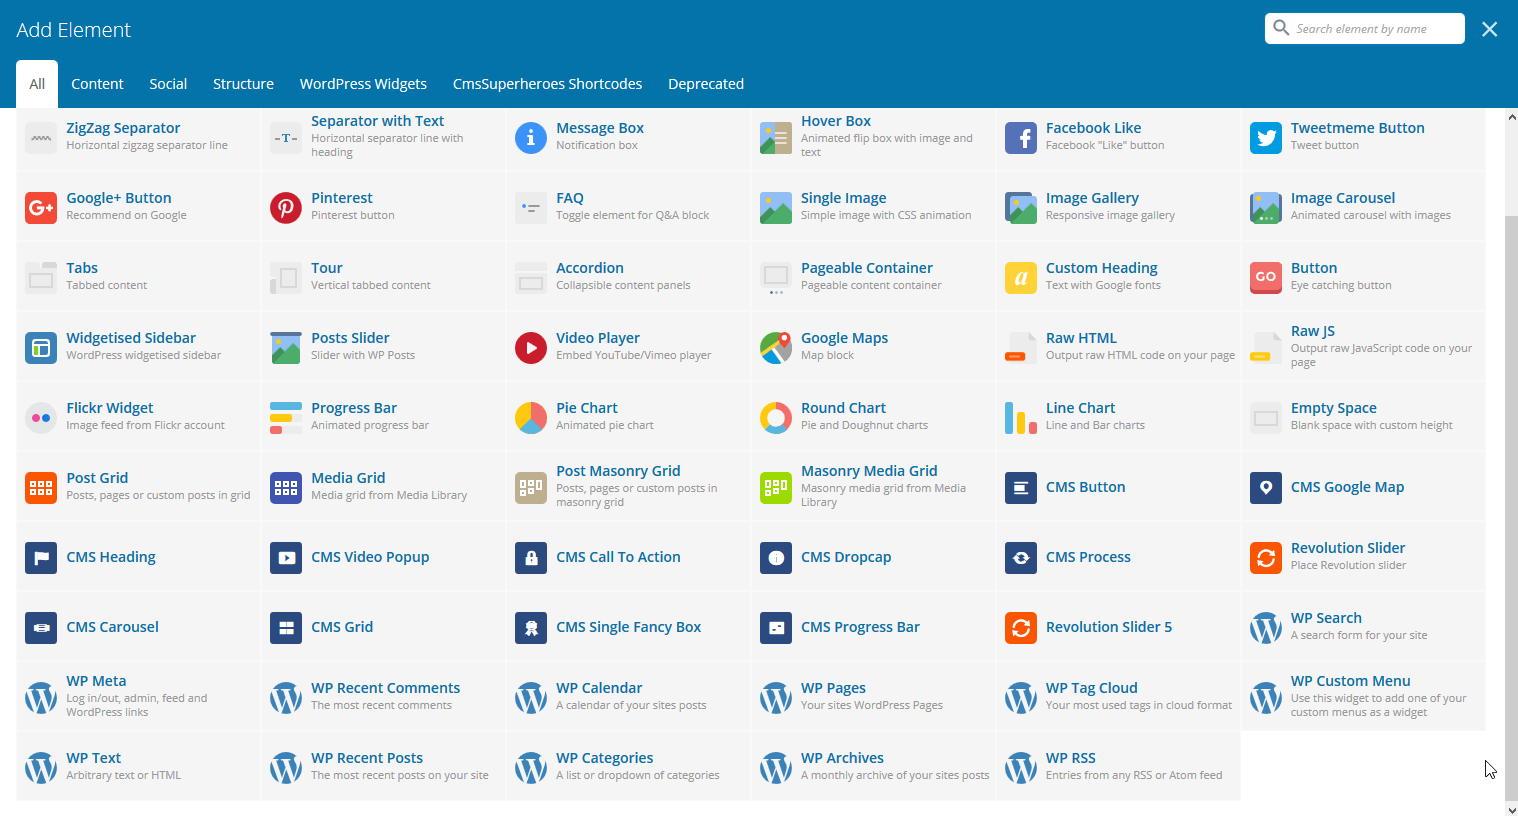 Add Element
Search element by name
All Content Social Structure WordPress Widgets CmsSuperheroes Shortcodes Deprecated
ZigZag Separator
Horizontal zigzag separator line
-T-
Separator with Text
Horizontal separator line with
heading
i
Message Box
Notification box
Hover Box
Animated flip box with image and
text
f
Facebook Like
Facebook "Like" button
Tweetmeme Button
Tweet button
G+
Google+ Button
Recommend on Google
Pinterest
Pinterest button
FAQ
Toggle element for Q&A block
Single Image
Simple image with CSS animation
Image Gallery
Responsive image gallery
Image Carousel
Animated carousel with images
Tabs
Tabbed content
Tour
Vertical tabbed content
Accordion
Collapsible content panels
Pageable Container
Pageable content container
a
Custom Heading
Text with Google fonts
GO
Button
Eye catching button
Widgetised Sidebar
WordPress widgetised sidebar
Posts Slider
Slider with WP Posts
Video Player
Embed YouTube/Vimeo player
Google Maps
Map block
Raw HTML
Output raw HTML code on your page
Raw JS
Output raw JavaScript code on your
page
Flickr Widget
Image feed from Flickr account
Progress Bar
Animated progress bar
Pie Chart
Animated pie chart
Round Chart
Pie and Doughnut charts
Line Chart
Line and Bar charts
Empty Space
Blank space with custom height
Post Grid
Posts, pages or custom posts in grid
Media Grid
Media grid from Media Library
Post Masonry Grid
Posts, pages or custom posts in
masonry grid
Masonry Media Grid
Masonry media grid from Media
Library
CMS Button
CMS Google Map
CMS Heading
CMS Video Popup
CMS Call To Action
CMS Dropcap
CMS Process
Revolution Slider
Place Revolution slider
CMS Carousel
CMS Grid
CMS Single Fancy Box
CMS Progress Bar
Revolution Slider 5
WP Search
A search form for your site
WP Meta
Log in/out, admin, feed and
WordPress links
WP Recent Comments
The most recent comments
WP Calendar
A calendar of your sites posts
WP Pages
Your sites WordPress Pages
WP Tag Cloud
Your most used tags in cloud format
WP Custom Menu
Use this widget to add one of your
custom menus as a widget
WP Text
Arbitrary text or HTML
WP Recent Posts
The most recent posts on your site
WP Categories
A list or dropdown of categories
WP Archives
A monthly archive of your sites posts
WP RSS
Entries from any RSS or Atom feed